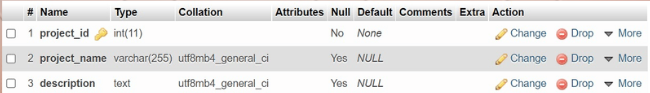 # Name Type Collation Attributes Null Default Comments Extra Action
1 project_id int(11) No None Change Drop More
2 project_name varchar(255) utf8mb4_general_ci Yes NULL Change Drop More
3 description text utf8mb4_general_ci Yes NULL Change Drop More